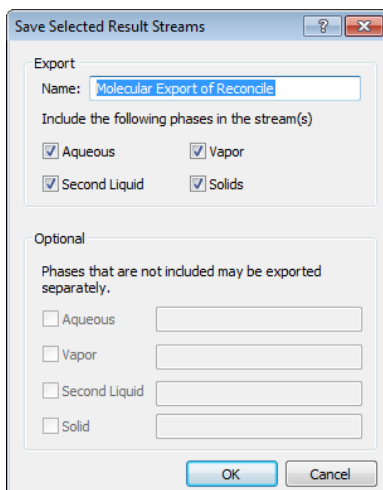 Save Selected Result Streams
Export
Name: Molecular Export of Reconcile
Include the following phases in the stream(s)
Aqueous Vapor
Second Liquid Solids
Optional
Phases that are not included may be exported
separately.
Aqueous
Vapor
Second Liquid
Solid
OK Cancel